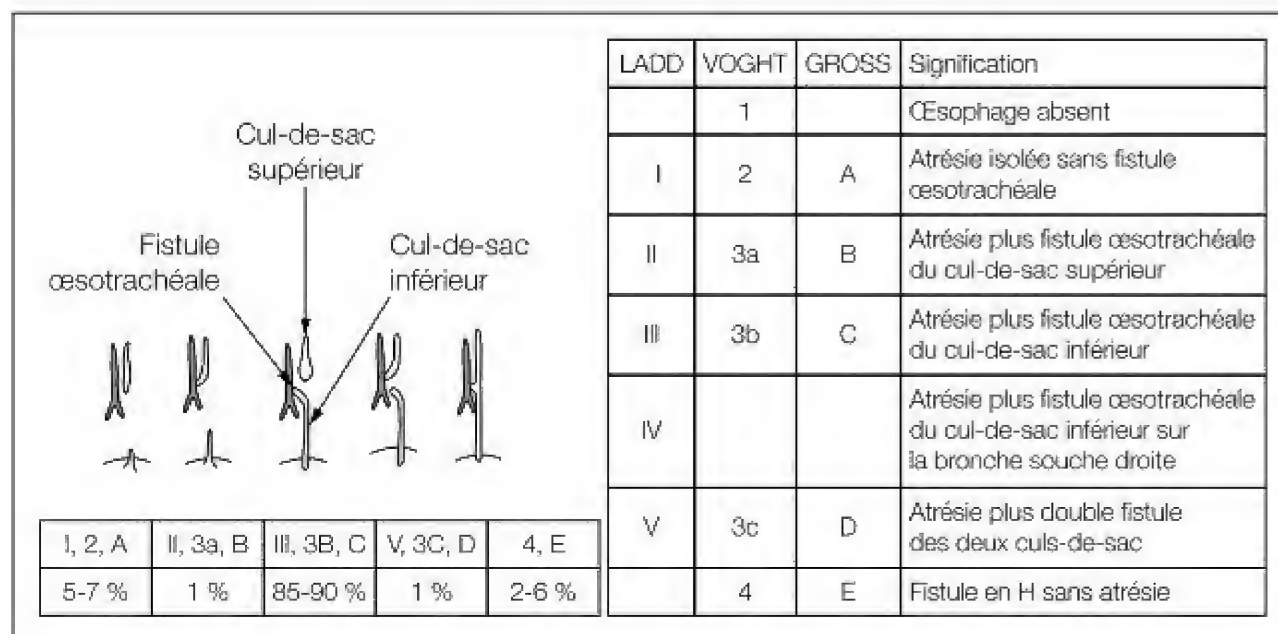 Cul-de-sac
supérieur
Fistule
œsotrachéale
Cul-de-sac
inférieur
I, 2, A
II, 3a, B
III, 3B, C
V, 3C, D
4, E
5-7 %
1 %
85-90 %
1 %
2-6 %
LADD VOGHT GROSS Signification
1 Œsophage absent
I 2 A Atrésie isolée sans fistule
œsotrachéale
II 3a B Atrésie plus fistule œsotrachéale
du cul-de-sac supérieur
III 3b C Atrésie plus fistule œsotrachéale
du cul-de-sac inférieur
IV Atrésie plus fistule œsotrachéale
du cul-de-sac inférieur sur
la bronche souche droite
V 3c D Atrésie plus double fistule
des deux culs-de-sac
4 E Fistule en H sans atrésie